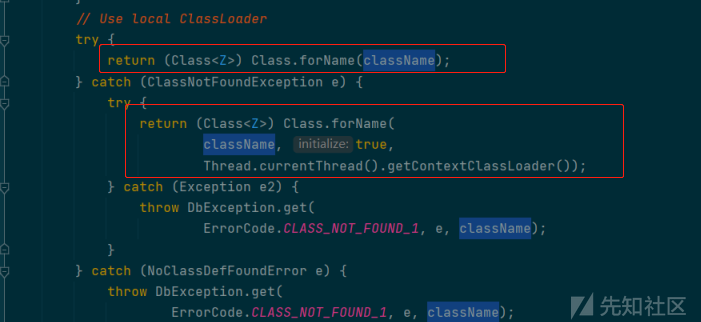 // Use local ClassLoader
try {
return (Class<Z>) Class.forName(className);
} catch (ClassNotFoundException e) {
try {
return (Class<Z>) Class.forName(
className, initialize: true,
Thread.currentThread().getContextClassLoader());
} catch (Exception e2) {
throw DbException.get(
ErrorCode.CLASS_NOT_FOUND_1, e, className);
}
} catch (NoClassDefFoundError e) {
throw DbException.get(
ErrorCode.CLASS_NOT_FOUND_1, e, className);
先知社区